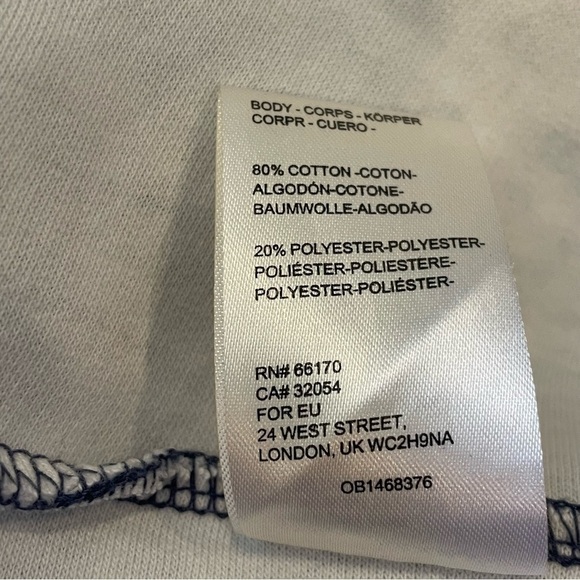 BODY - CORPS - KÖRPER
CORPR - CUERO -
80% COTTON -COTON-
ALGODÓN-COTONE-
BAUMWOLLE-ALGODÃO
20% POLYESTER-POLYESTER-
POLIÉSTER-POLIESTERE-
POLYESTER-POLIÉSTER-
RN# 66170
CA# 32054
FOR EU
24 WEST STREET,
LONDON, UK WC2H9NA
OB1468376